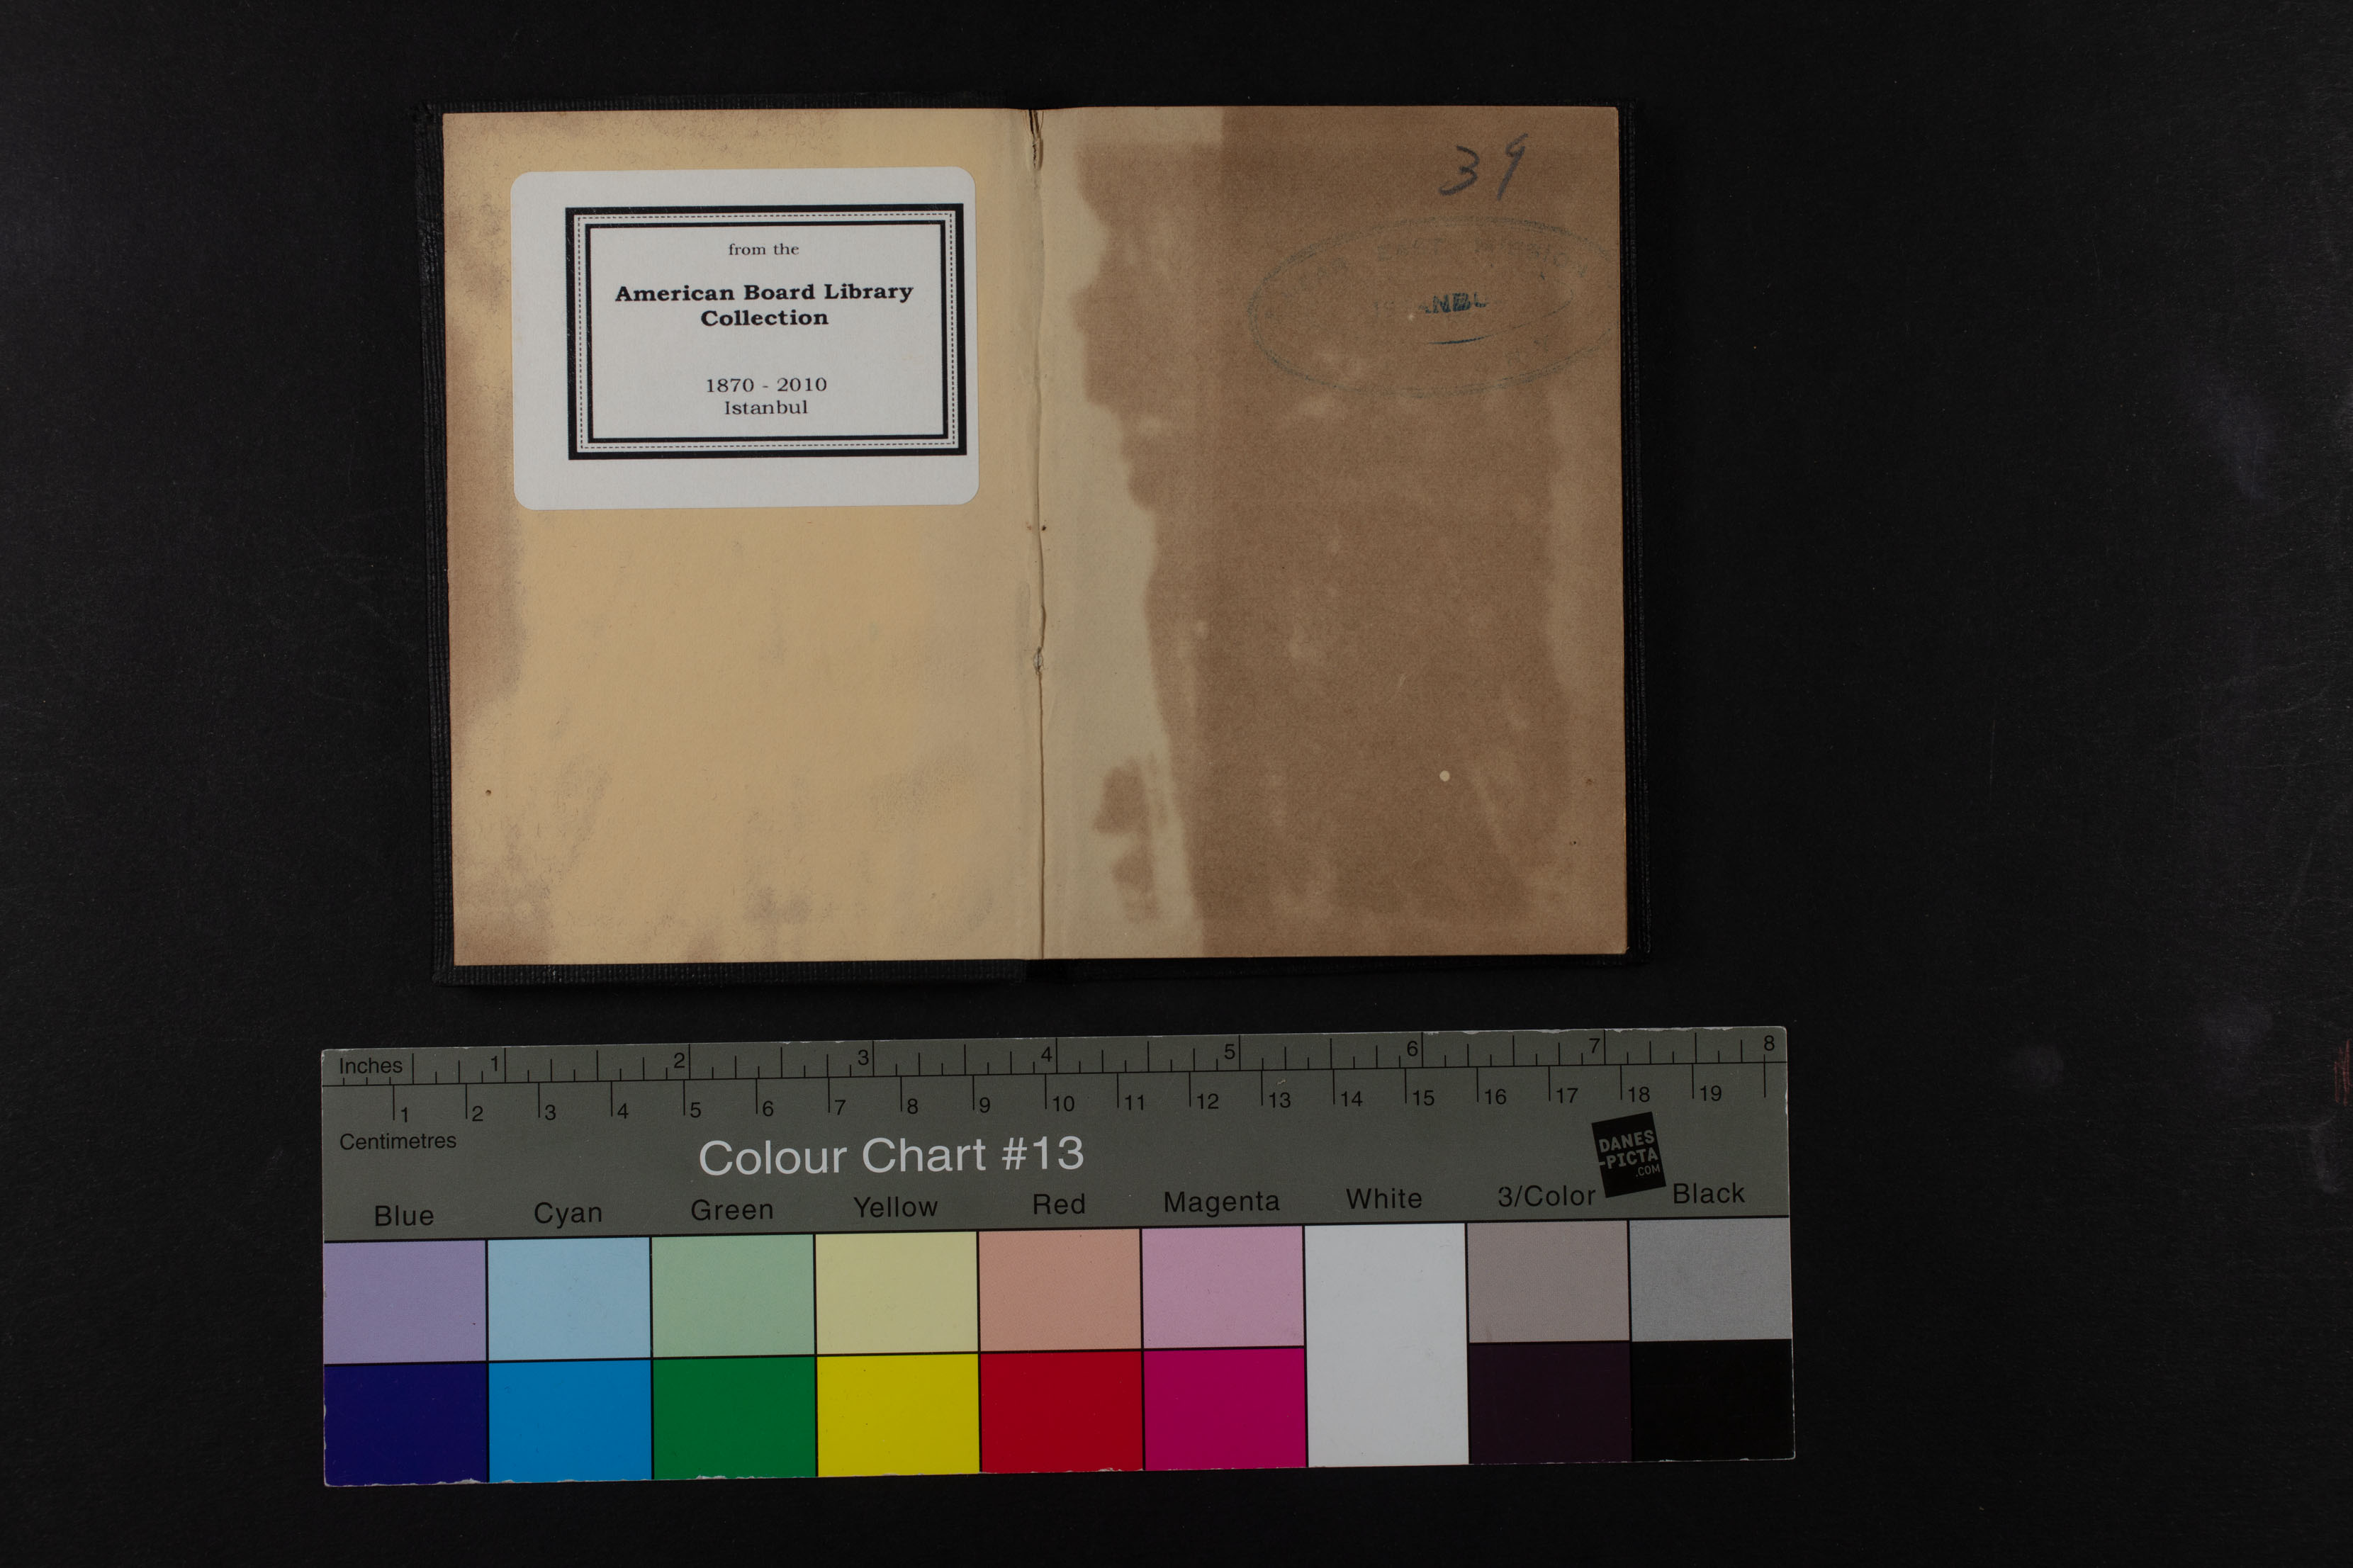 from the
American Board Library
Collection
1870 - 2010
Istanbul
39
Inches 1 2 3 4 5 6 7 8
1 2 3 4 5 6 7 8 9 10 11 12 13 14 15 16 17 18 19
Centimetres
Colour Chart #13
DANES
-PICTA
.COM
Blue Cyan Green Yellow Red Magenta White 3/Color Black